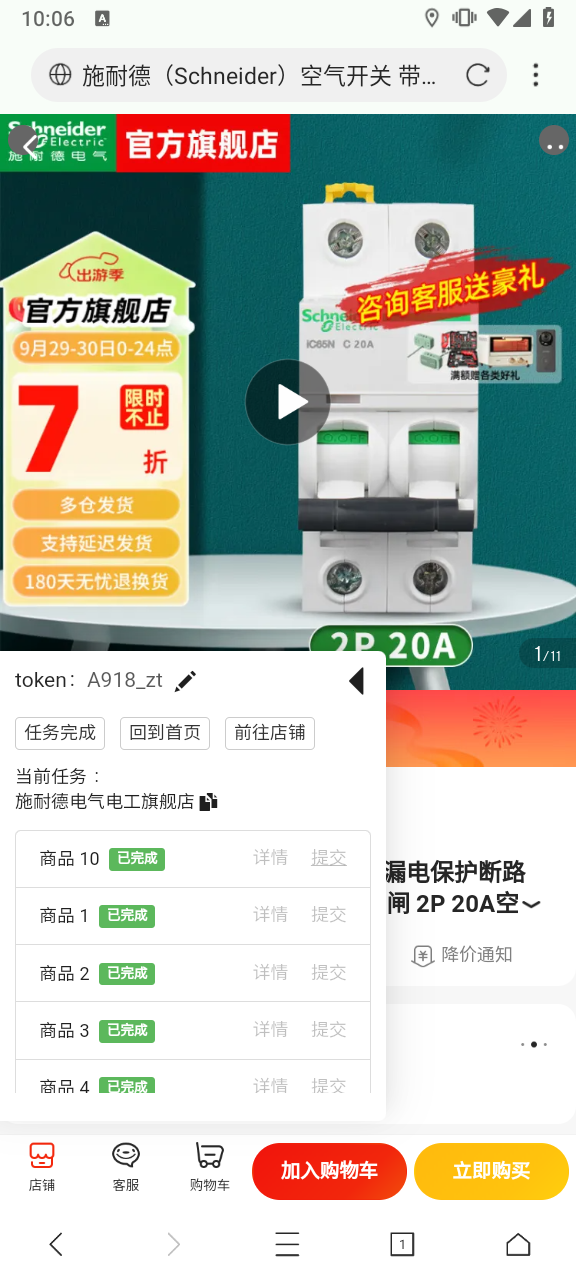 10:06
施耐德（Schneider）空气开关 带…
Schneider
Electric
施耐德电气
官方旗舰店
出游季
官方旗舰店
9月29-30日0-24点
7
限时
不止
折
多仓发货
支持延迟发货
180天无忧退换货
咨询客服送豪礼
满额赠各类好礼
Schneider
Electric
iC65N C 20A
O·OFF O·OFF
2P 20A
1/11
token： A918_zt
任务完成 回到首页 前往店铺
当前任务：
施耐德电气电工旗舰店
商品 10 已完成 详情 提交
商品 1 已完成 详情 提交
商品 2 已完成 详情 提交
商品 3 已完成 详情 提交
商品 4 已完成 详情 提交
漏电保护断路
闸 2P 20A空
降价通知
店铺 客服 购物车 加入购物车 立即购买
1